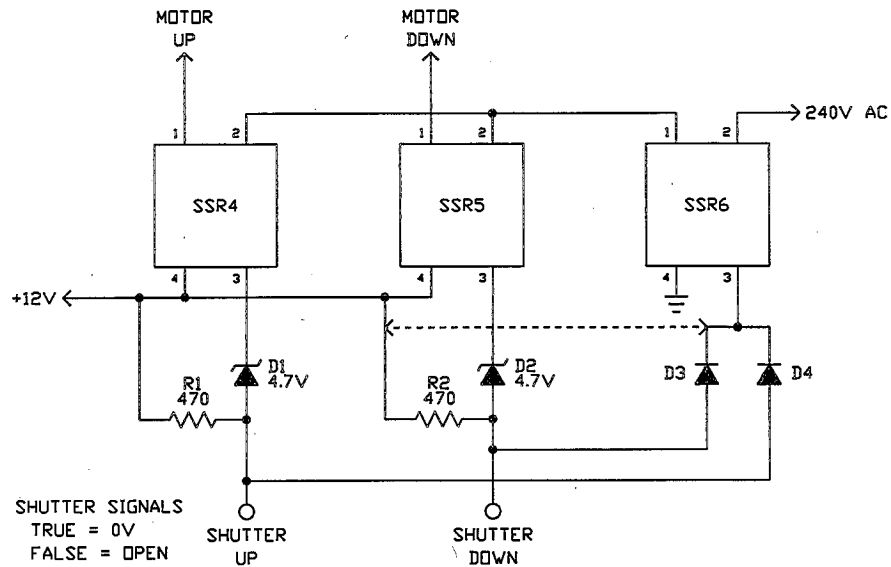 MOTOR
UP
MOTOR
DOWN
240V AC
1
2
1
2
1
2
SSR4
SSR5
SSR6
4
3
4
3
4
3
+12V
D1
4.7V
D2
4.7V
R1
470
R2
470
D3
D4
SHUTTER SIGNALS
TRUE = 0V
FALSE = OPEN
SHUTTER
UP
SHUTTER
DOWN